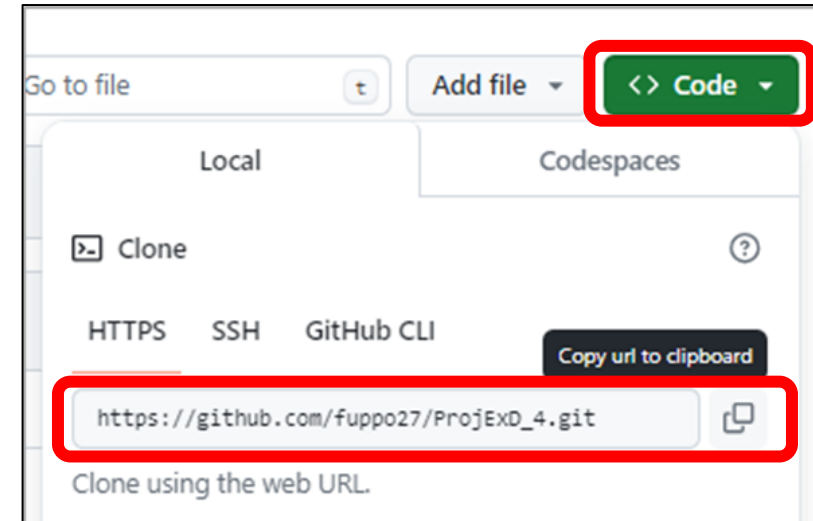 Go to file t Add file <> Code
Local Codespaces
Clone
HTTPS SSH GitHub CLI
Copy url to clipboard
https://github.com/fuppo27/ProjExD_4.git
Clone using the web URL.